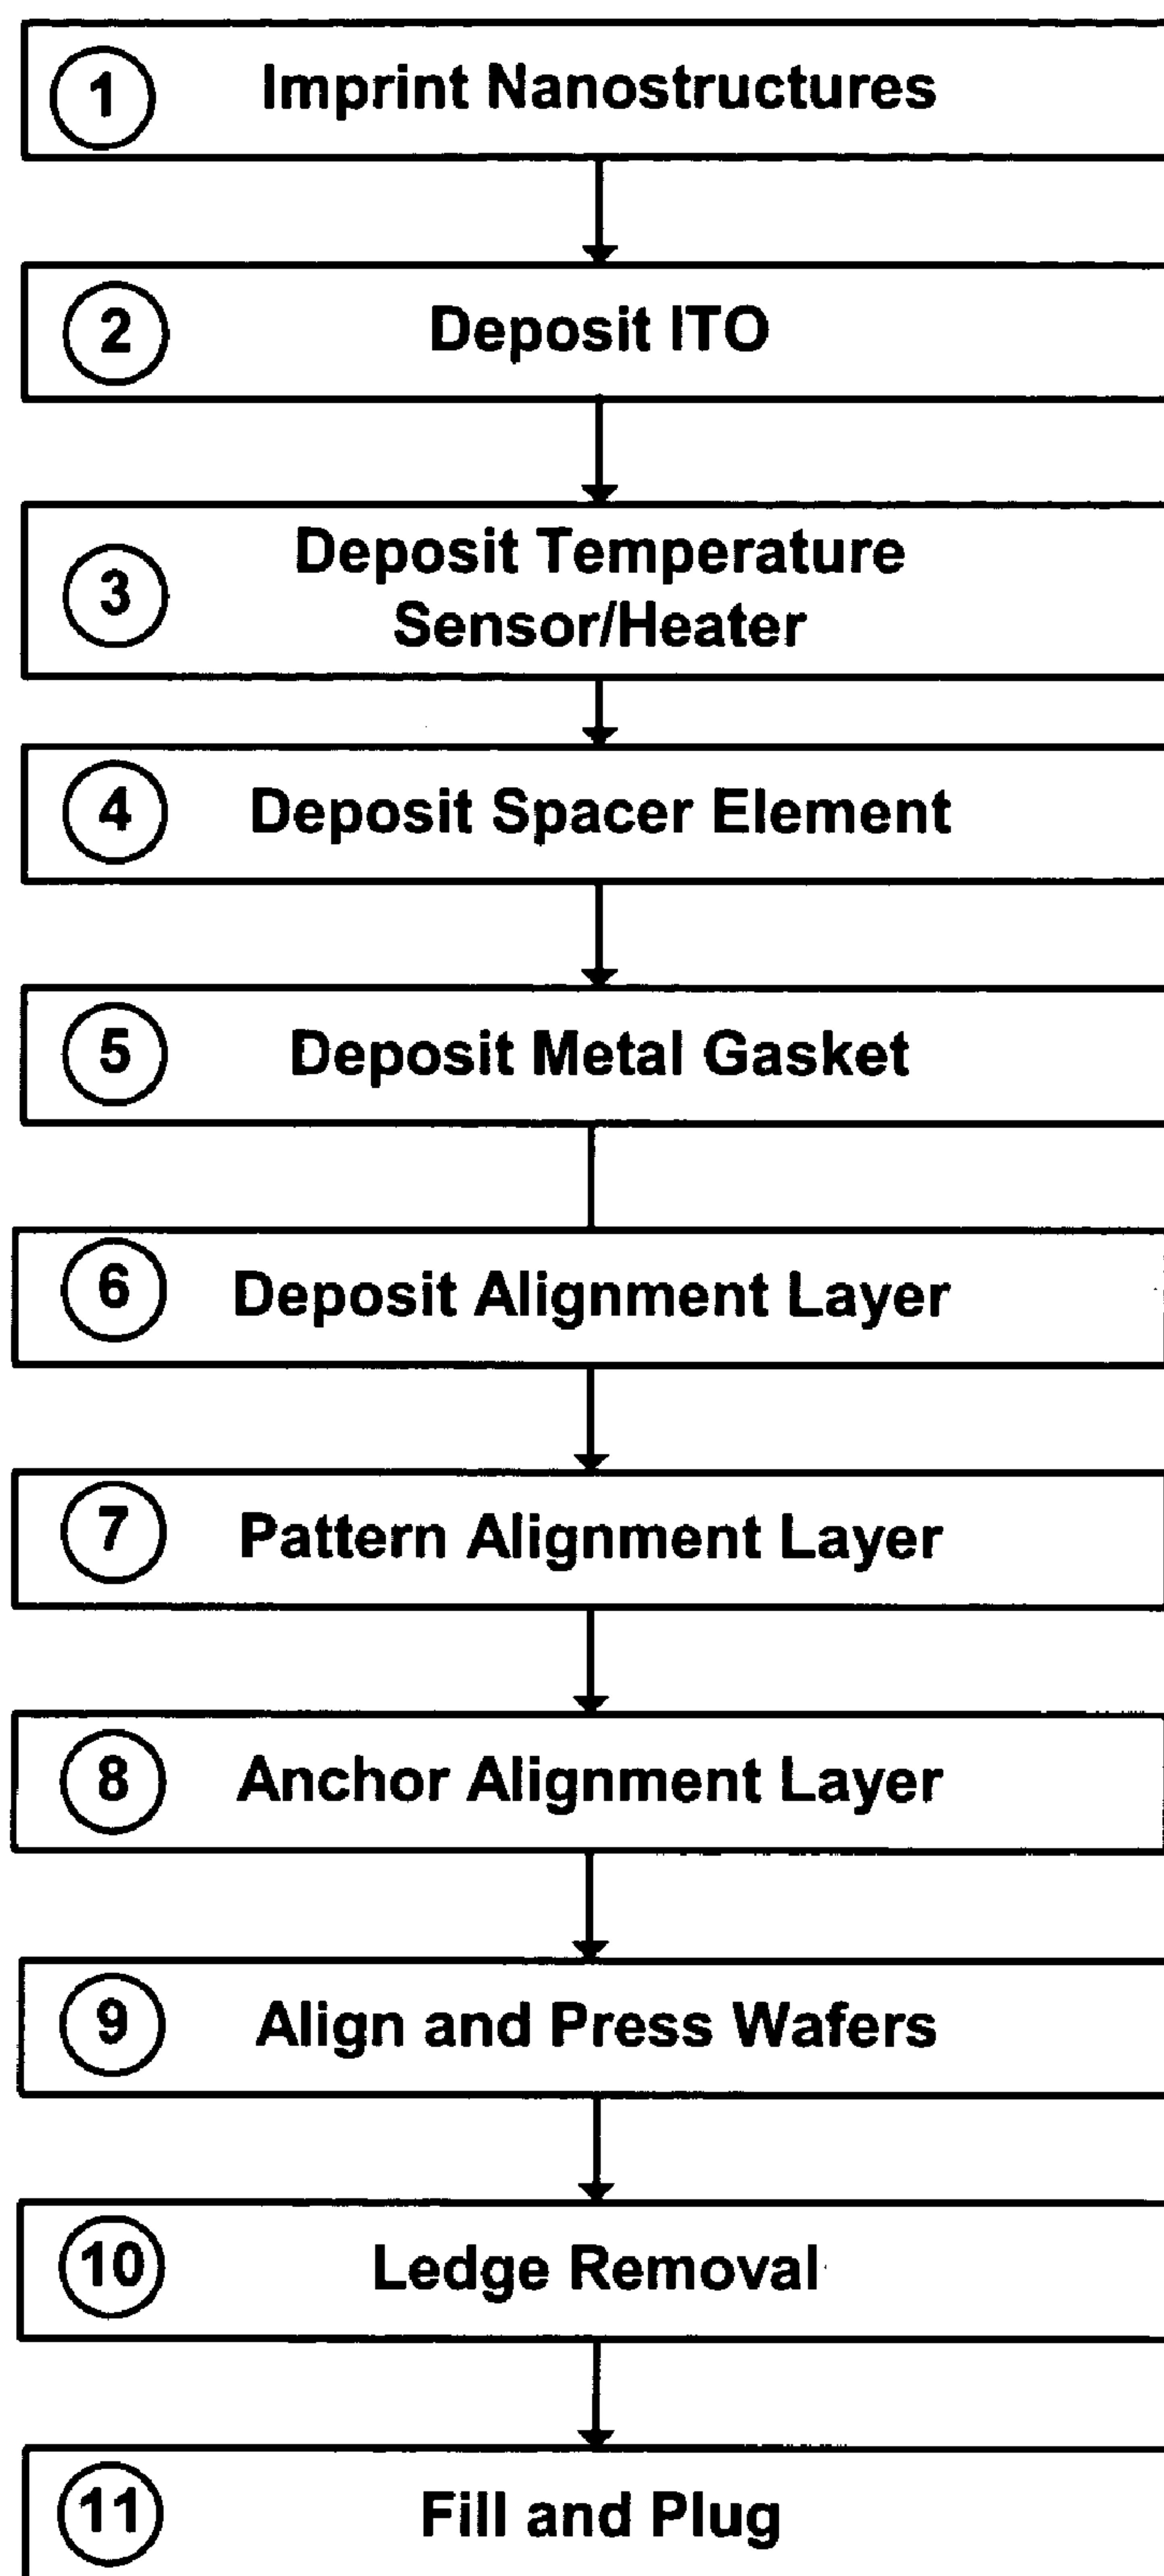 1 Imprint Nanostructures
2 Deposit ITO
3 Deposit Temperature
Sensor/Heater
4 Deposit Spacer Element
5 Deposit Metal Gasket
6 Deposit Alignment Layer
7 Pattern Alignment Layer
8 Anchor Alignment Layer
9 Align and Press Wafers
10 Ledge Removal
11 Fill and Plug